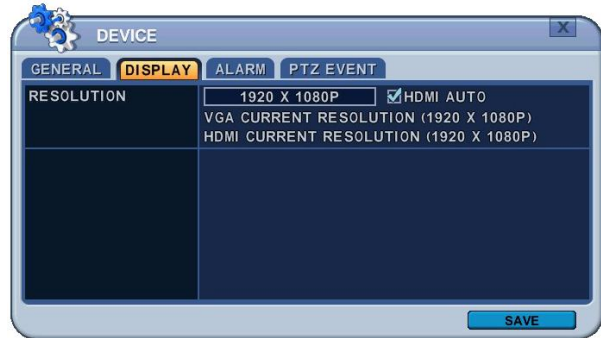 DEVICE
X
GENERAL DISPLAY ALARM PTZ EVENT
RESOLUTION 1920 X 1080P HDMI AUTO
VGA CURRENT RESOLUTION (1920 X 1080P)
HDMI CURRENT RESOLUTION (1920 X 1080P)
SAVE